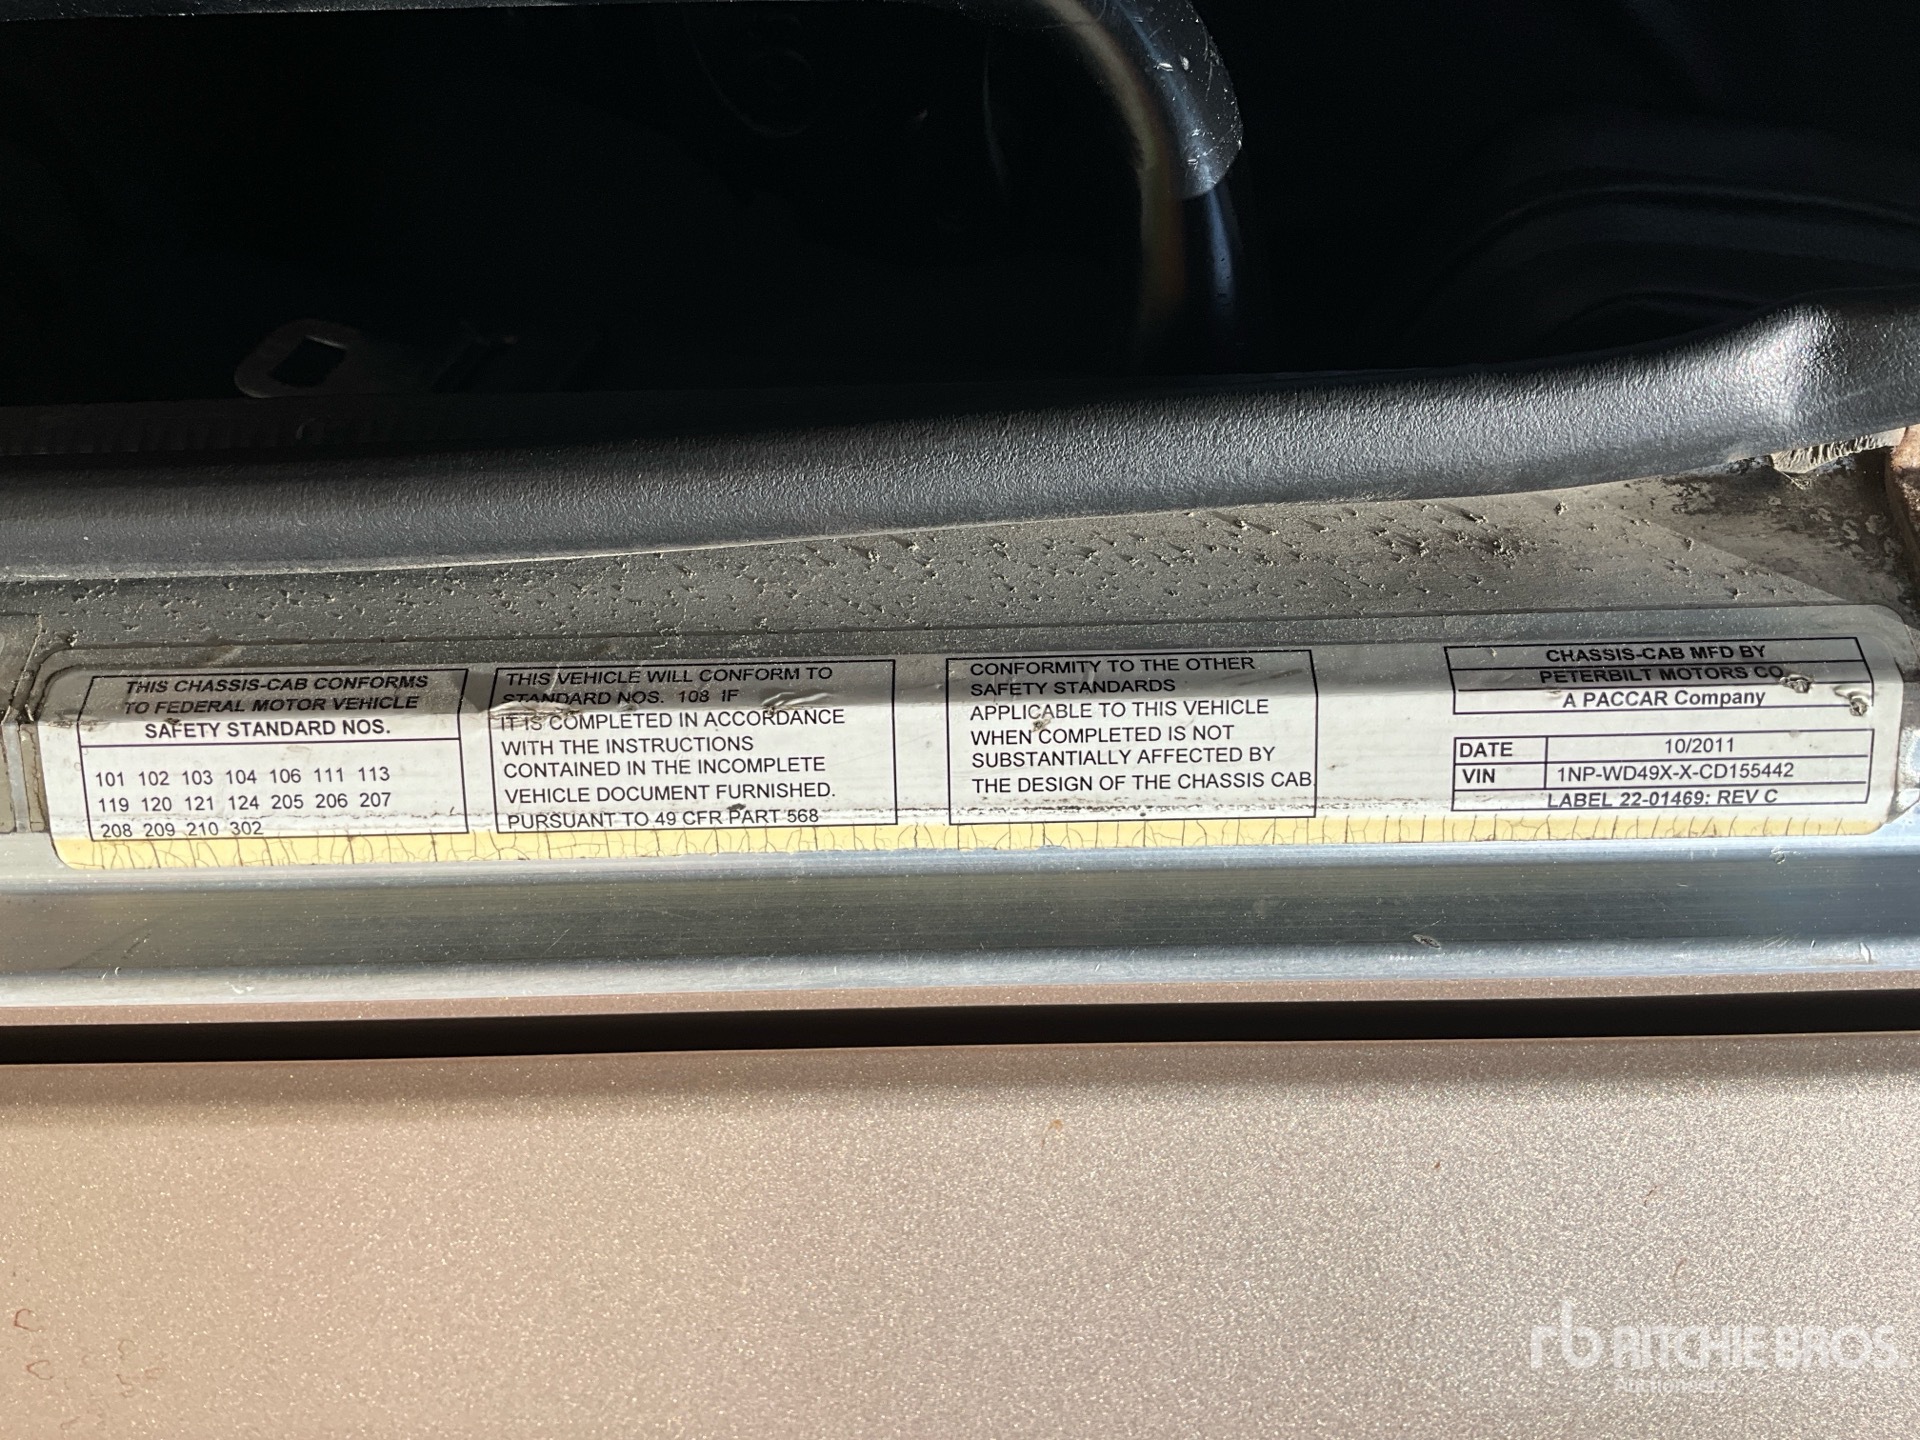 THIS CHASSIS-CAB CONFORMS
TO FEDERAL MOTOR VEHICLE
SAFETY STANDARD NOS.
101 102 103 104 106 111 113
119 120 121 124 205 206 207
208 209 210 302
THIS VEHICLE WILL CONFORM TO
STANDARD NOS. 108 IF
IT IS COMPLETED IN ACCORDANCE
WITH THE INSTRUCTIONS
CONTAINED IN THE INCOMPLETE
VEHICLE DOCUMENT FURNISHED.
PURSUANT TO 49 CFR PART 568
CONFORMITY TO THE OTHER
SAFETY STANDARDS
APPLICABLE TO THIS VEHICLE
WHEN COMPLETED IS NOT
SUBSTANTIALLY AFFECTED BY
THE DESIGN OF THE CHASSIS CAB
CHASSIS-CAB MFD BY
PETERBILT MOTORS CO.
A PACCAR Company
DATE 10/2011
VIN 1NP-WD49X-X-CD155442
LABEL 22-01469: REV C
rb RITCHIE BROS.
Auctioneers